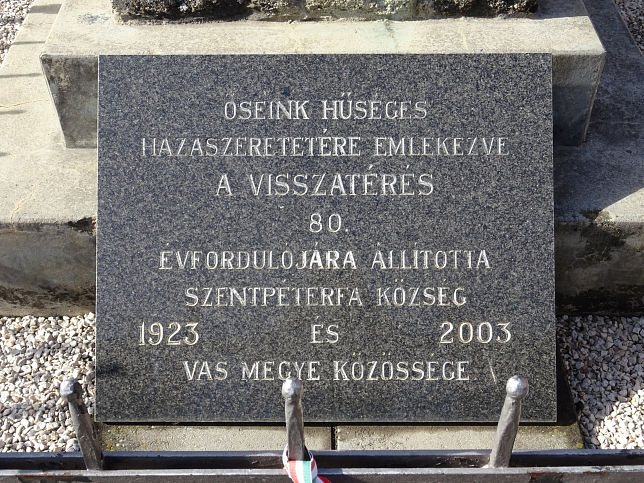 ŐSEINK HŰSÉGES
HAZASZERETETÉRE EMLÉKEZVE
A VISSZATÉRÉS
80.
ÉVFORDULÓJÁRA ÁLLÍTOTTA
SZENTPÉTERFA KÖZSÉG
1923 ÉS 2003
VAS MEGYE KÖZÖSSÉGE